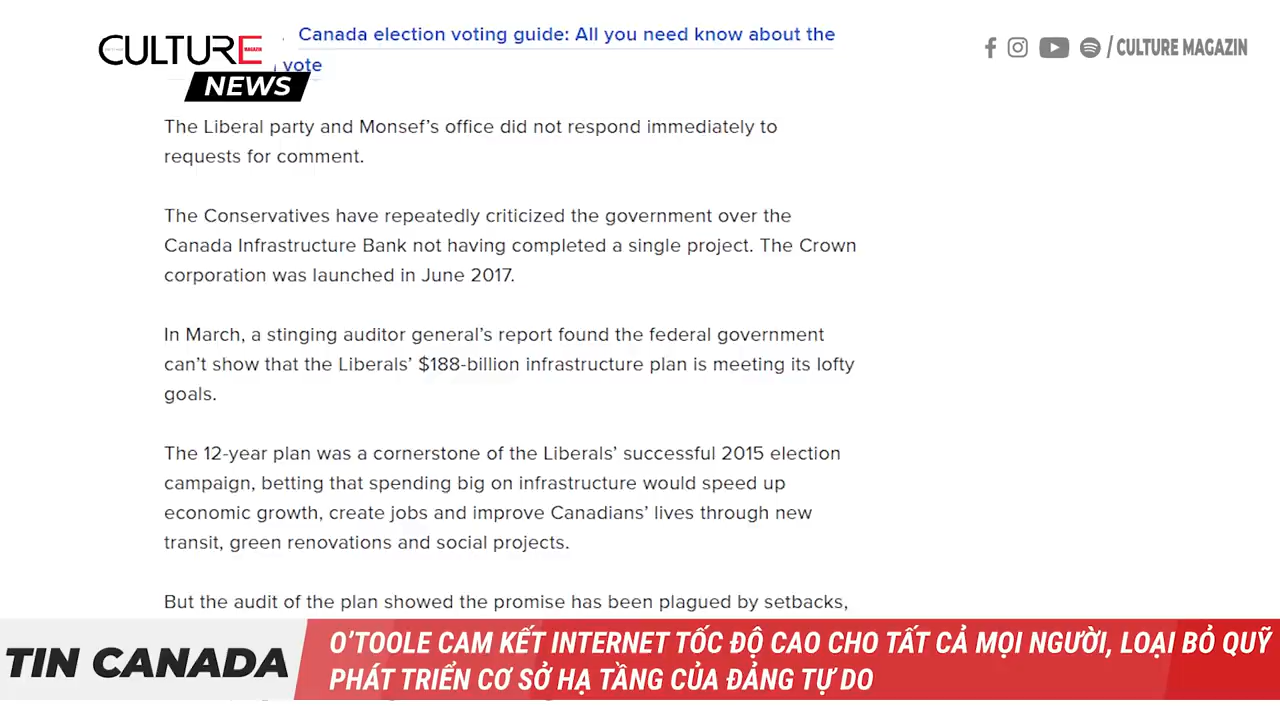 CULTURE
MAGAZIN
NEWS
Canada election voting guide: All you need know about the
vote
/ CULTURE MAGAZIN
The Liberal party and Monsef’s office did not respond immediately to
requests for comment.
The Conservatives have repeatedly criticized the government over the
Canada Infrastructure Bank not having completed a single project. The Crown
corporation was launched in June 2017.
In March, a stinging auditor general’s report found the federal government
can’t show that the Liberals’ $188-billion infrastructure plan is meeting its lofty
goals.
The 12-year plan was a cornerstone of the Liberals’ successful 2015 election
campaign, betting that spending big on infrastructure would speed up
economic growth, create jobs and improve Canadians’ lives through new
transit, green renovations and social projects.
But the audit of the plan showed the promise has been plagued by setbacks,
TIN CANADA
O’TOOLE CAM KẾT INTERNET TỐC ĐỘ CAO CHO TẤT CẢ MỌI NGƯỜI, LOẠI BỎ QUỸ
PHÁT TRIỂN CƠ SỞ HẠ TẦNG CỦA ĐẢNG TỰ DO